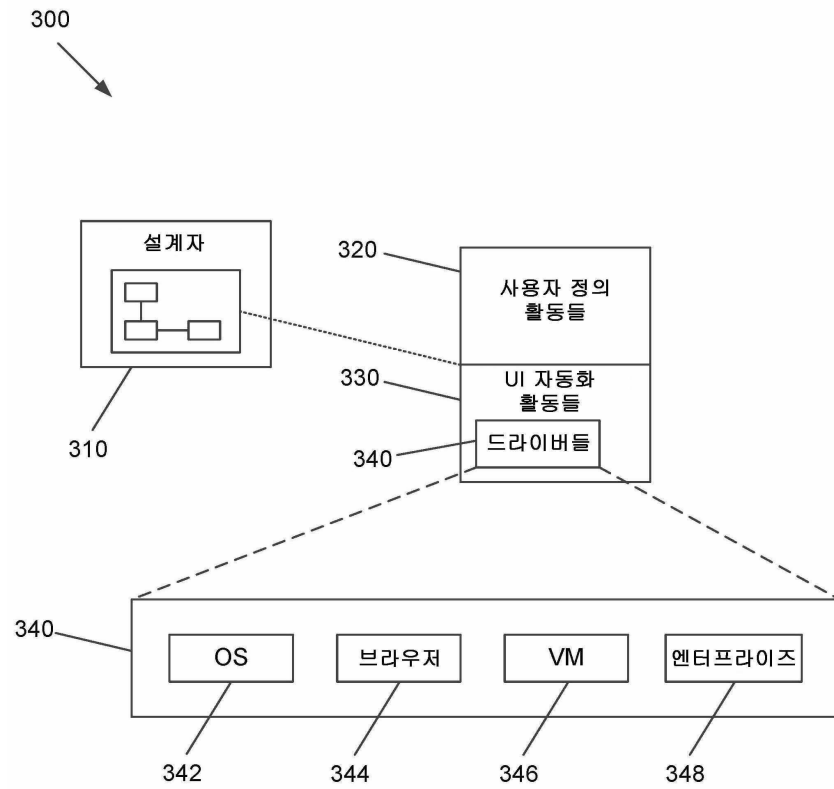 300
설계자
310
320
사용자 정의
활동들
330
UI 자동화
활동들
340
드라이버들
340
OS
브라우저
VM
엔터프라이즈
342
344
346
348